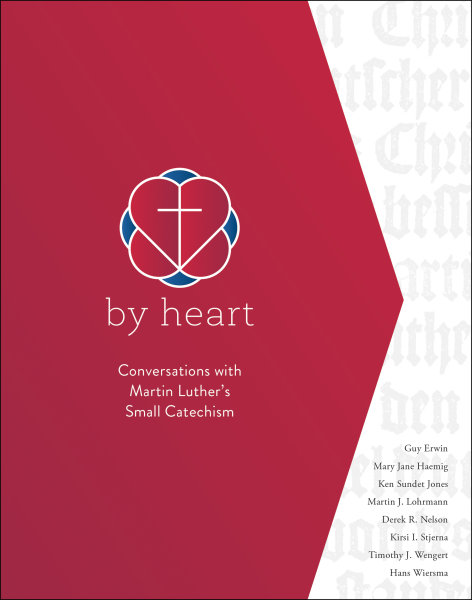 by heart
Conversations with
Martin Luther's
Small Catechism
Guy Erwin
Mary Jane Haemig
Ken Sundet Jones
Martin J. Lohrmann
Derek R. Nelson
Kirsi I. Stjerna
Timothy J. Wengert
Hans Wiersma